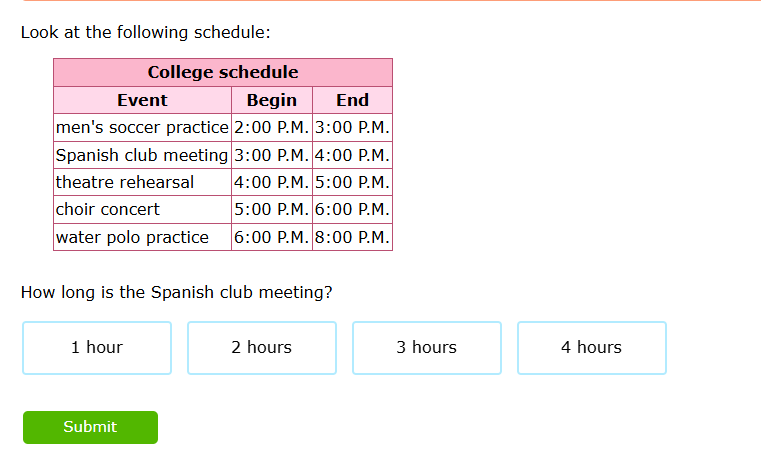 Look at the following schedule:
College schedule
Event Begin End
men's soccer practice 2:00 P.M. 3:00 P.M.
Spanish club meeting 3:00 P.M. 4:00 P.M.
theatre rehearsal 4:00 P.M. 5:00 P.M.
choir concert 5:00 P.M. 6:00 P.M.
water polo practice 6:00 P.M. 8:00 P.M.
How long is the Spanish club meeting?
1 hour 2 hours 3 hours 4 hours
Submit